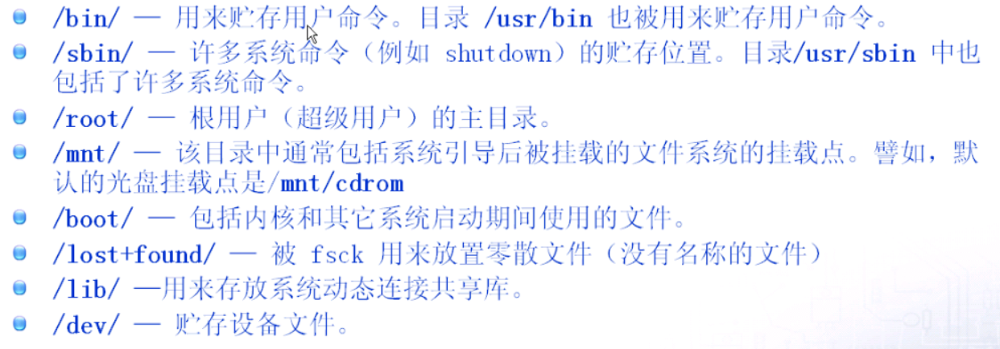 /bin/ — 用来贮存用户命令。目录 /usr/bin 也被用来贮存用户命令。
/sbin/ — 许多系统命令（例如 shutdown）的贮存位置。目录/usr/sbin 中也
包括了许多系统命令。
/root/ — 根用户（超级用户）的主目录。
/mnt/ — 该目录中通常包括系统引导后被挂载的文件系统的挂载点。譬如，默
认的光盘挂载点是/mnt/cdrom
/boot/ — 包括内核和其它系统启动期间使用的文件。
/lost+found/ — 被 fsck 用来放置零散文件（没有名称的文件）
/lib/ —用来存放系统动态连接共享库。
/dev/ — 贮存设备文件。